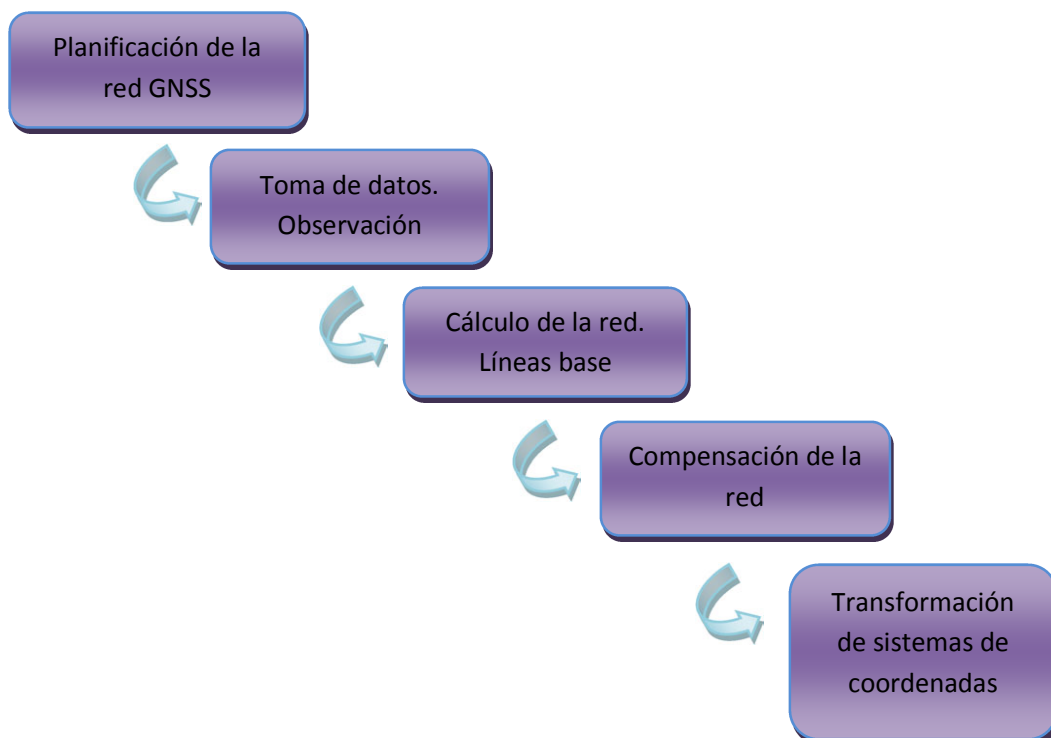 Planificación de la
red GNSS
Toma de datos.
Observación
Cálculo de la red.
Líneas base
Compensación de la
red
Transformación
de sistemas de
coordenadas